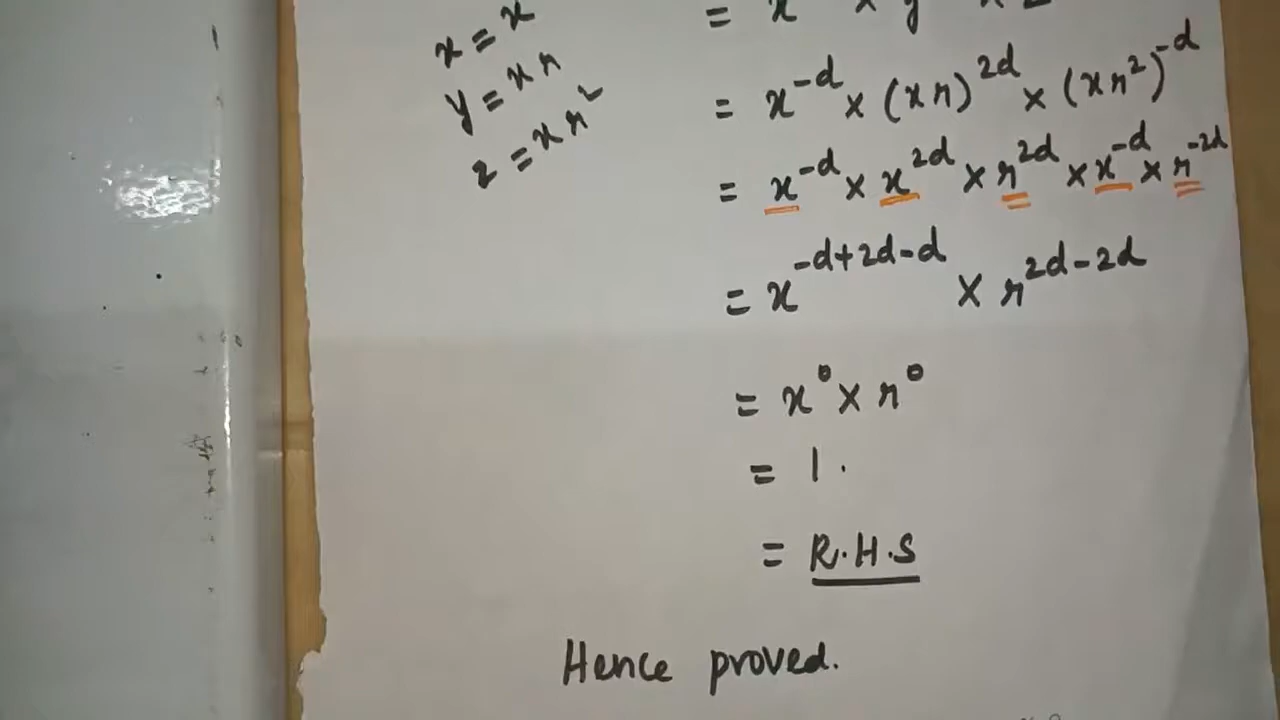 x = x
y = xr
z = xr²
= x × y × z
= x^{-d} × (xr)^{2d} × (xr²)^{-d}
= x^{-d} × x^{2d} × r^{2d} × x^{-d} × r^{-2d}
= x^{-d+2d-d} × r^{2d-2d}
= x⁰ × r⁰
= 1.
= R.H.S
Hence proved.